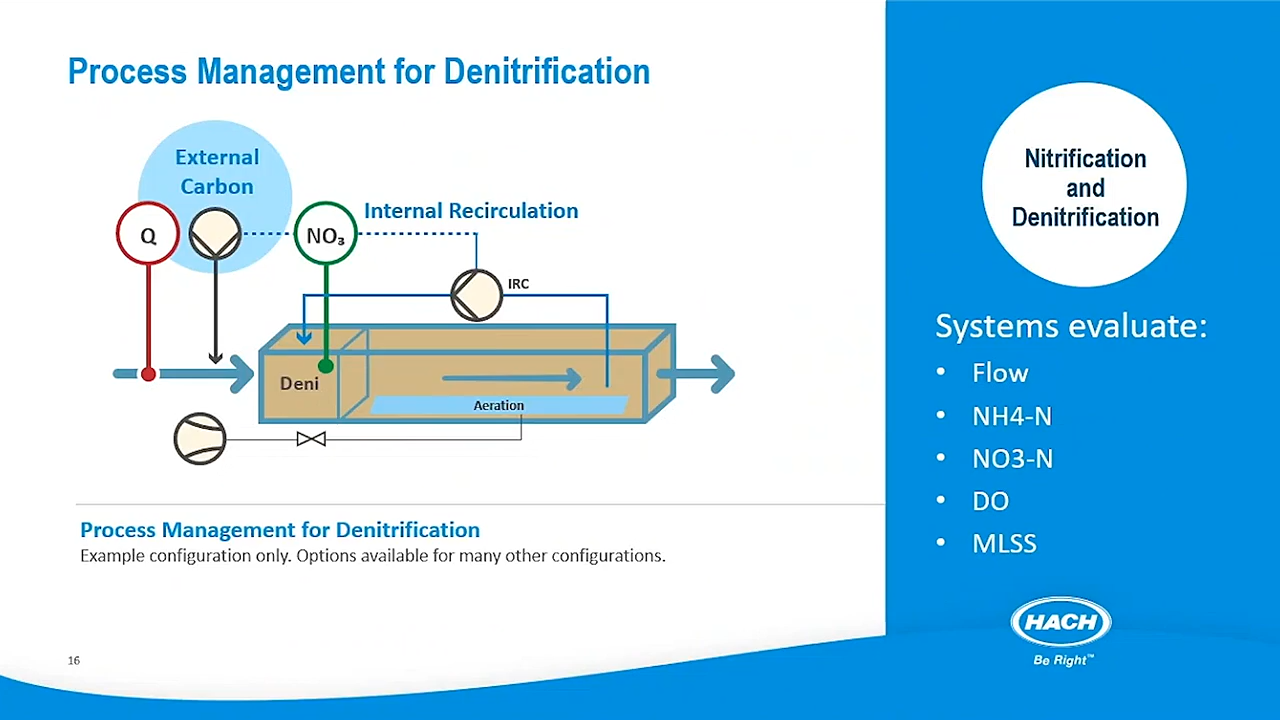 Process Management for Denitrification
External
Carbon
Q
NO₃
Internal Recirculation
IRC
Deni
Aeration
Process Management for Denitrification
Example configuration only. Options available for many other configurations.
16
Nitrification
and
Denitrification
Systems evaluate:
• Flow
• NH4-N
• NO3-N
• DO
• MLSS
HACH
Be Right™